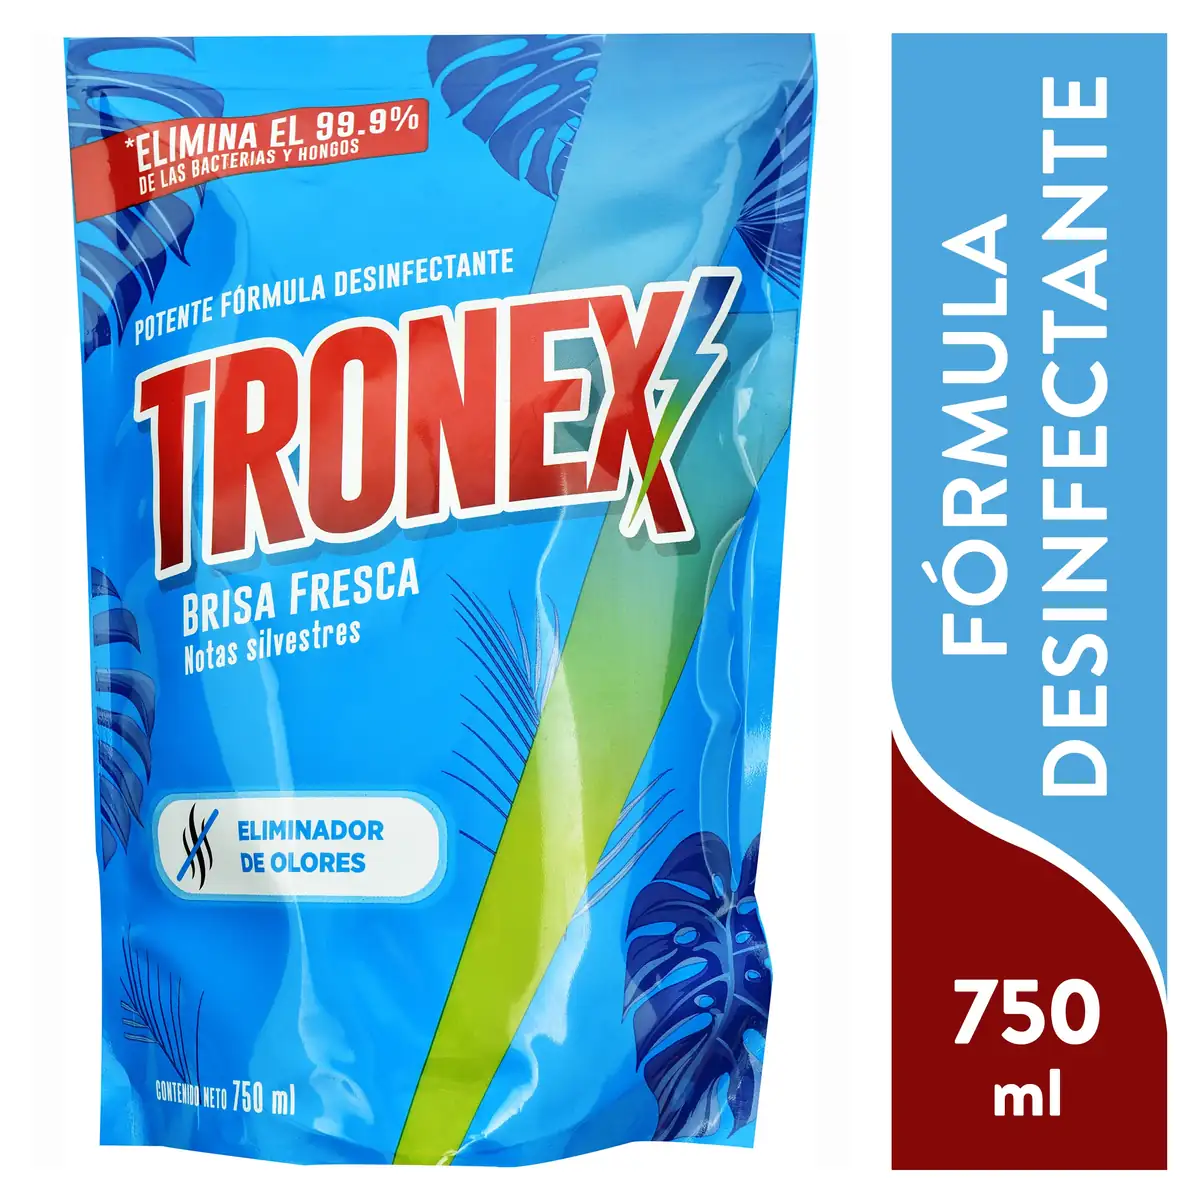 *ELIMINA EL 99.9%
DE LAS BACTERIAS Y HONGOS
POTENTE FÓRMULA DESINFECTANTE
TRONEX
BRISA FRESCA
Notas silvestres
ELIMINADOR
DE OLORES
CONTENIDO NETO 750 ml
FÓRMULA
DESINFECTANTE
750
ml